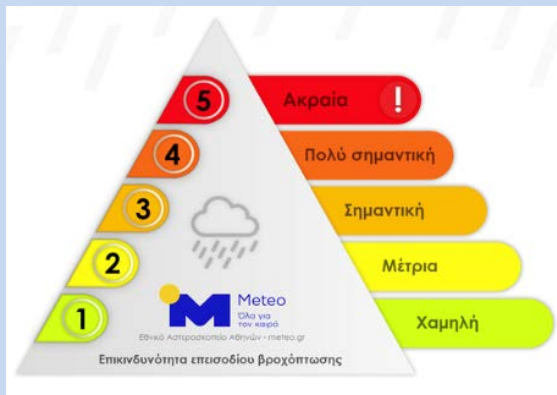 5 Ακραία !
4 Πολύ σημαντική
3 Σημαντική
2 Μέτρια
1 Χαμηλή
Meteo
Όλα για
τον καιρό
Εθνικό Αστεροσκοπείο Αθηνών - meteo.gr
Επικινδυνότητα επεισοδίου βροχόπτωσης